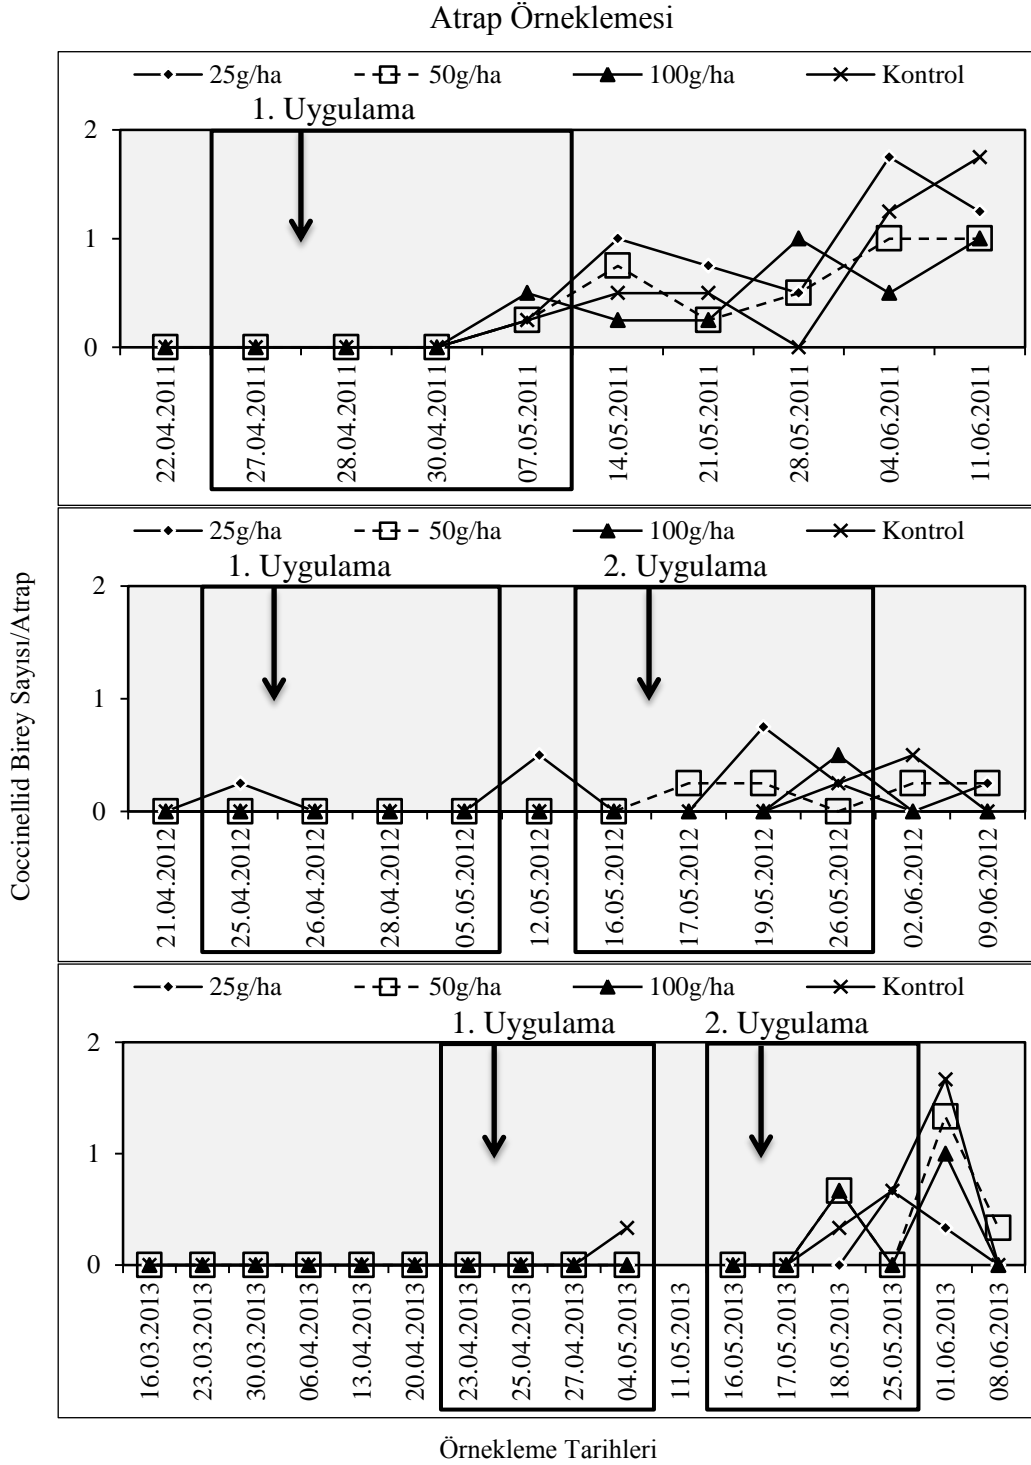 Atrap Örneklemesi
25g/ha 50g/ha 100g/ha Kontrol
1. Uygulama
2
1
0
22.04.2011 27.04.2011 28.04.2011 30.04.2011 07.05.2011 14.05.2011 21.05.2011 28.05.2011 04.06.2011 11.06.2011
25g/ha 50g/ha 100g/ha Kontrol
1. Uygulama 2. Uygulama
2
1
0
21.04.2012 25.04.2012 26.04.2012 28.04.2012 05.05.2012 12.05.2012 16.05.2012 17.05.2012 19.05.2012 26.05.2012 02.06.2012 09.06.2012
Coccinellid Birey Sayısı/Atrap
25g/ha 50g/ha 100g/ha Kontrol
1. Uygulama 2. Uygulama
2
1
0
16.03.2013 23.03.2013 30.03.2013 06.04.2013 13.04.2013 20.04.2013 23.04.2013 25.04.2013 27.04.2013 04.05.2013 11.05.2013 16.05.2013 17.05.2013 18.05.2013 25.05.2013 01.06.2013 08.06.2013
Örnekleme Tarihleri